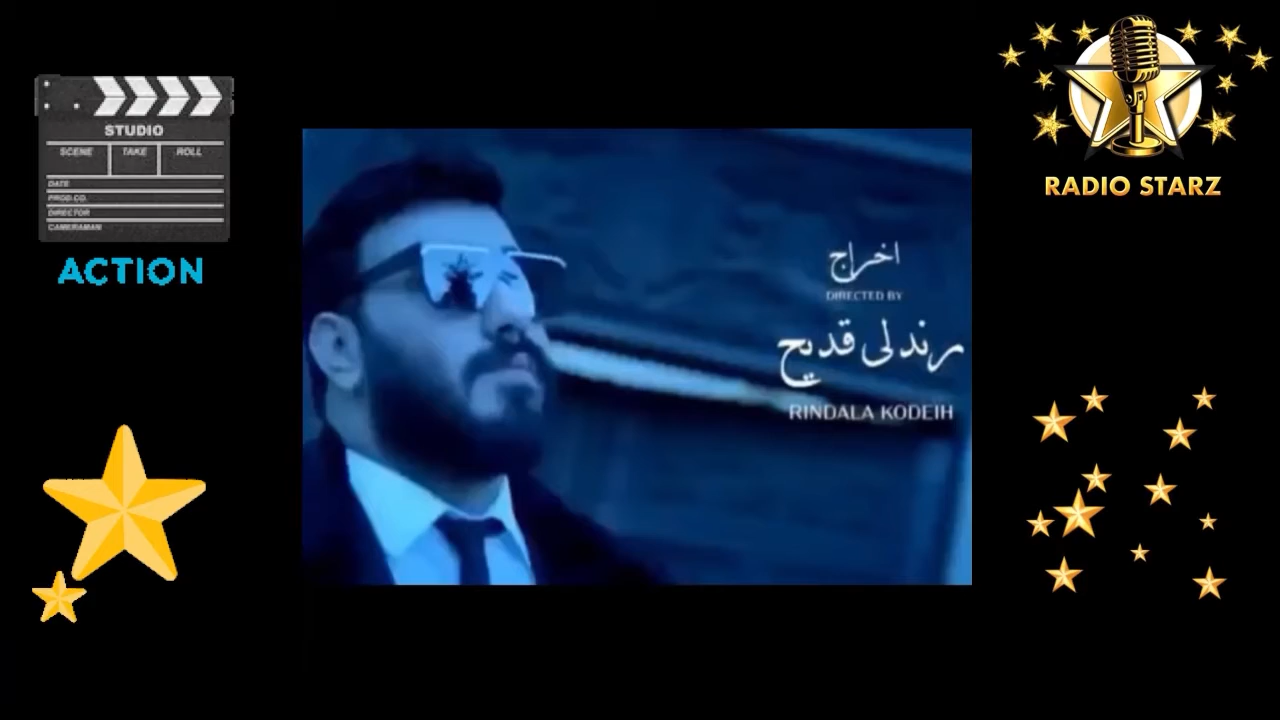 STUDIO
SCENE TAKE ROLL
DATE
PROD.CO.
DIRECTOR
CAMERAMAN
ACTION
اخراج
DIRECTED BY
رندلى قديح
RINDALA KODEIH
RADIO STARZ